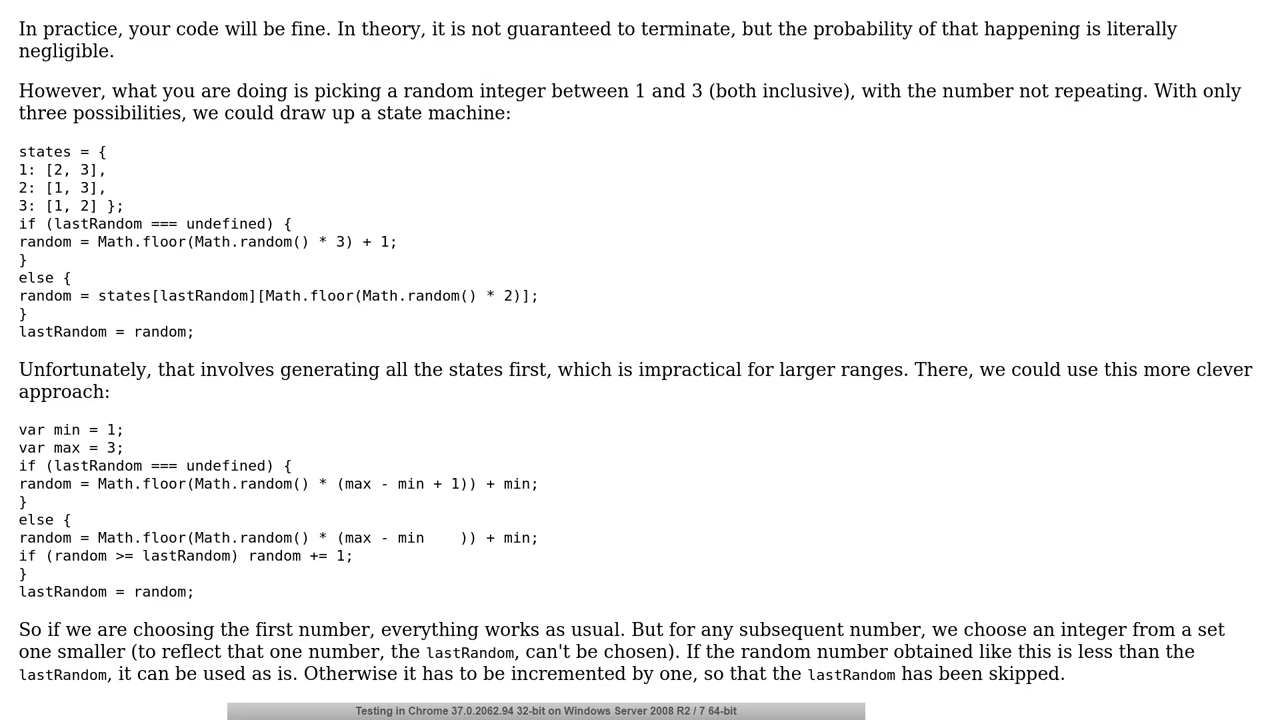 In practice, your code will be fine. In theory, it is not guaranteed to terminate, but the probability of that happening is literally
negligible.
However, what you are doing is picking a random integer between 1 and 3 (both inclusive), with the number not repeating. With only
three possibilities, we could draw up a state machine:
states = {
1: [2, 3],
2: [1, 3],
3: [1, 2] };
if (lastRandom === undefined) {
random = Math.floor(Math.random() * 3) + 1;
}
else {
random = states[lastRandom][Math.floor(Math.random() * 2)];
}
lastRandom = random;
Unfortunately, that involves generating all the states first, which is impractical for larger ranges. There, we could use this more clever
approach:
var min = 1;
var max = 3;
if (lastRandom === undefined) {
random = Math.floor(Math.random() * (max - min + 1)) + min;
}
else {
random = Math.floor(Math.random() * (max - min    )) + min;
if (random >= lastRandom) random += 1;
}
lastRandom = random;
So if we are choosing the first number, everything works as usual. But for any subsequent number, we choose an integer from a set
one smaller (to reflect that one number, the lastRandom, can't be chosen). If the random number obtained like this is less than the
lastRandom, it can be used as is. Otherwise it has to be incremented by one, so that the lastRandom has been skipped.
Testing in Chrome 37.0.2062.94 32-bit on Windows Server 2008 R2 / 7 64-bit